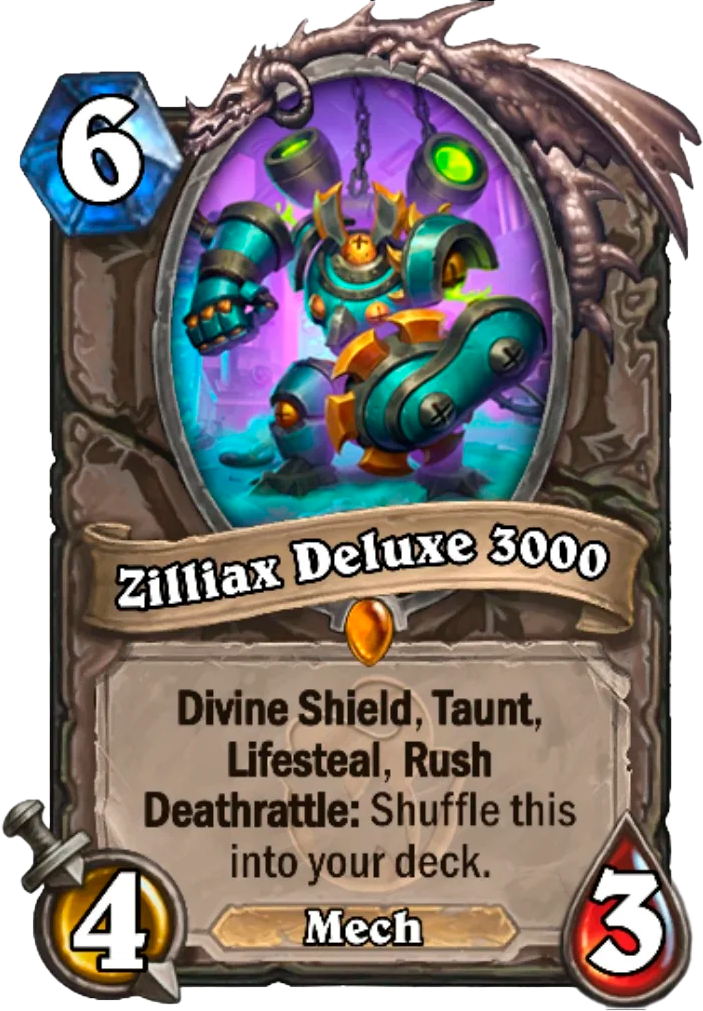 6
Zilliax Deluxe 3000
Divine Shield, Taunt,
Lifesteal, Rush
Deathrattle: Shuffle this
into your deck.
4
Mech
3